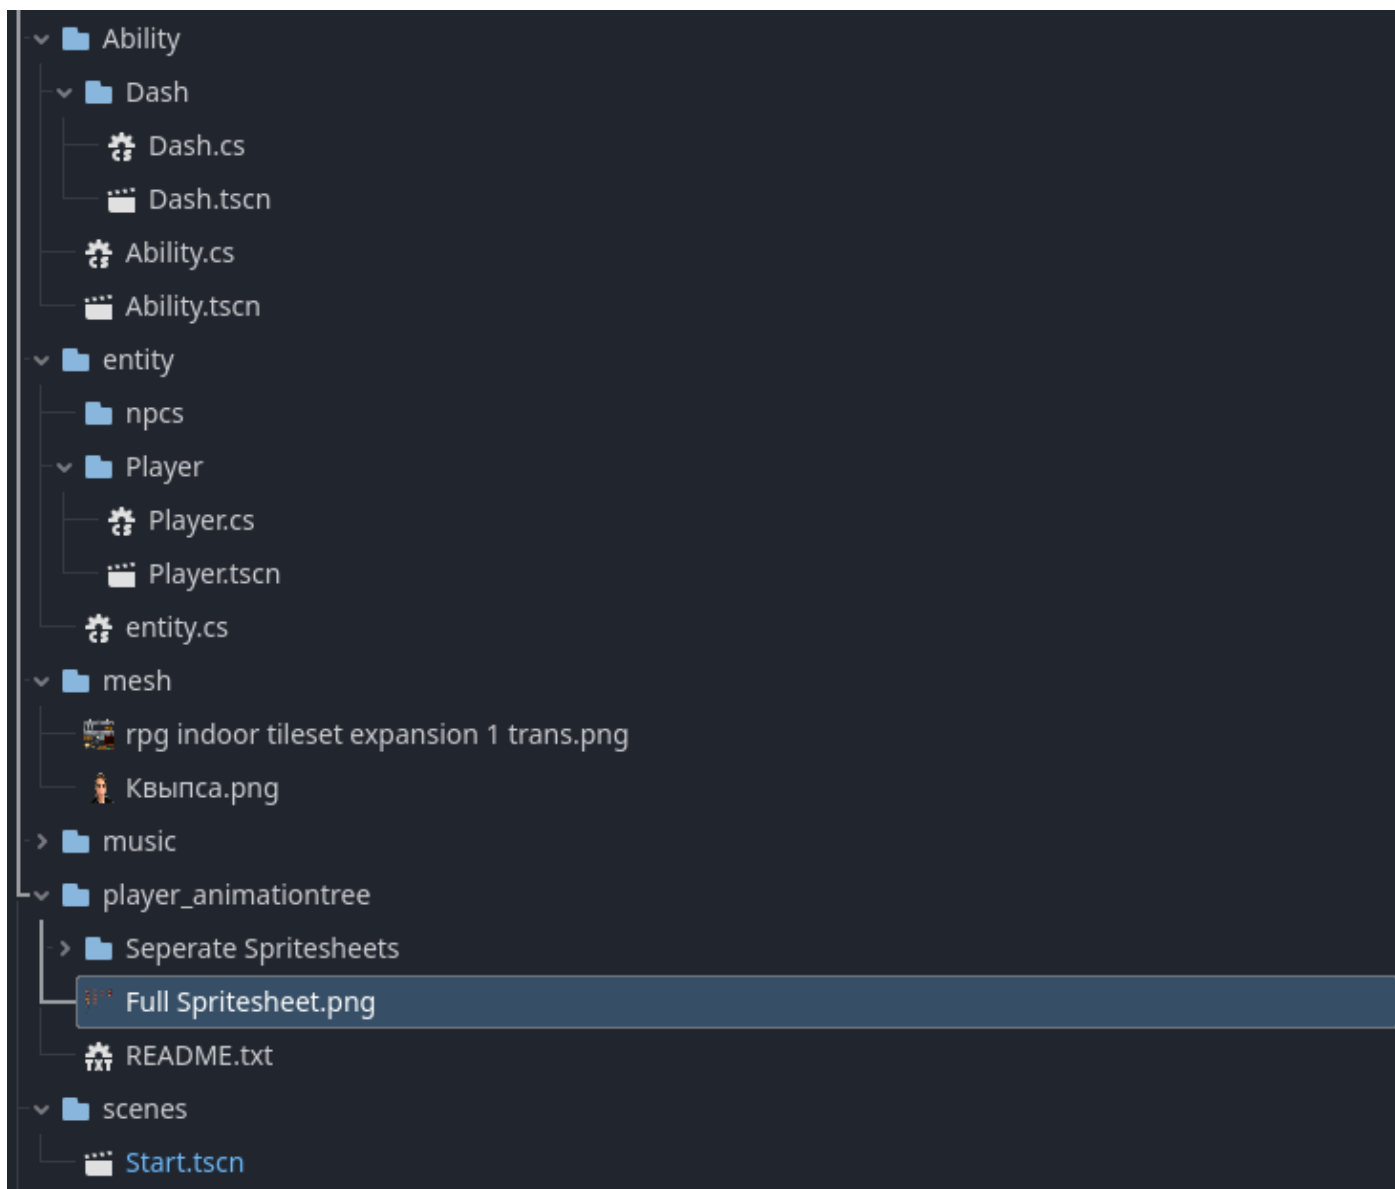 Ability
Dash
Dash.cs
Dash.tscn
Ability.cs
Ability.tscn
entity
npcs
Player
Player.cs
Player.tscn
entity.cs
mesh
rpg indoor tileset expansion 1 trans.png
Квыпса.png
music
player_animationtree
Seperate Spritesheets
Full Spritesheet.png
README.txt
scenes
Start.tscn